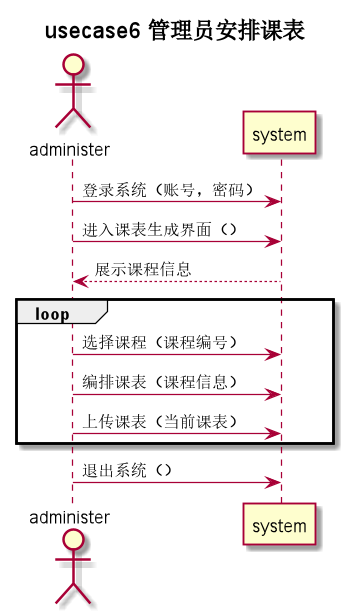 usecase6 管理员安排课表
administer
system
登录系统（账号，密码）
进入课表生成界面（）
展示课程信息
loop
选择课程（课程编号）
编排课表（课程信息）
上传课表（当前课表）
退出系统（）
administer
system